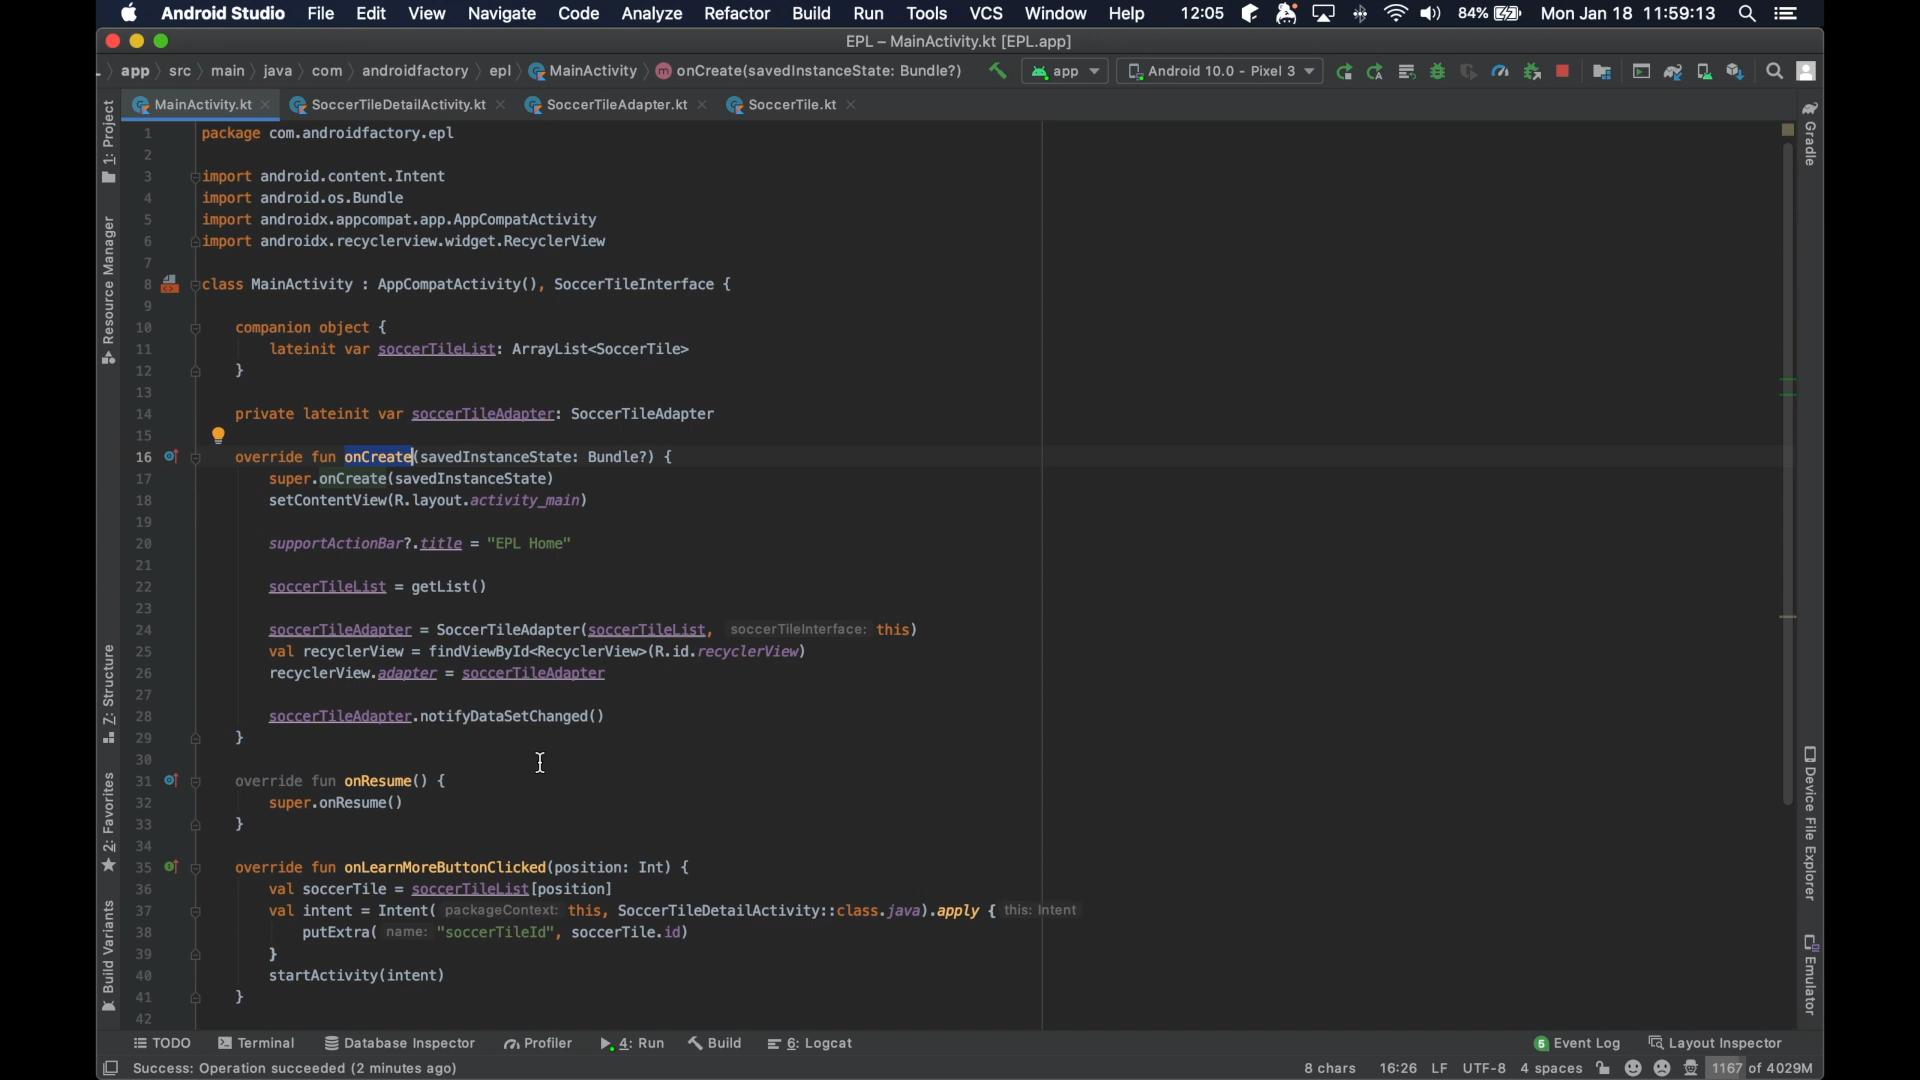 Android Studio File Edit View Navigate Code Analyze Refactor Build Run Tools VCS Window Help 12:05 84% Mon Jan 18 11:59:13
EPL – MainActivity.kt [EPL.app]
app src main java com androidfactory epl MainActivity onCreate(savedInstanceState: Bundle?) app Android 10.0 - Pixel 3
MainActivity.kt SoccerTileDetailActivity.kt SoccerTileAdapter.kt SoccerTile.kt
1: Project
Resource Manager
Z: Structure
2: Favorites
Build Variants
1 package com.androidfactory.epl
2
3 import android.content.Intent
4 import android.os.Bundle
5 import androidx.appcompat.app.AppCompatActivity
6 import androidx.recyclerview.widget.RecyclerView
7
8 class MainActivity : AppCompatActivity(), SoccerTileInterface {
9
10 companion object {
11 lateinit var soccerTileList: ArrayList<SoccerTile>
12 }
13
14 private lateinit var soccerTileAdapter: SoccerTileAdapter
15
16 override fun onCreate(savedInstanceState: Bundle?) {
17 super.onCreate(savedInstanceState)
18 setContentView(R.layout.activity_main)
19
20 supportActionBar?.title = "EPL Home"
21
22 soccerTileList = getList()
23
24 soccerTileAdapter = SoccerTileAdapter(soccerTileList, soccerTileInterface: this)
25 val recyclerView = findViewById<RecyclerView>(R.id.recyclerView)
26 recyclerView.adapter = soccerTileAdapter
27
28 soccerTileAdapter.notifyDataSetChanged()
29 }
30
31 override fun onResume() {
32 super.onResume()
33 }
34
35 override fun onLearnMoreButtonClicked(position: Int) {
36 val soccerTile = soccerTileList[position]
37 val intent = Intent( packageContext: this, SoccerTileDetailActivity::class.java).apply { this: Intent
38 putExtra( name: "soccerTileId", soccerTile.id)
39 }
40 startActivity(intent)
41 }
42
Gradle
Device File Explorer
Emulator
TODO Terminal Database Inspector Profiler 4: Run Build 6: Logcat 5 Event Log Layout Inspector
Success: Operation succeeded (2 minutes ago) 8 chars 16:26 LF UTF-8 4 spaces 1167 of 4029M